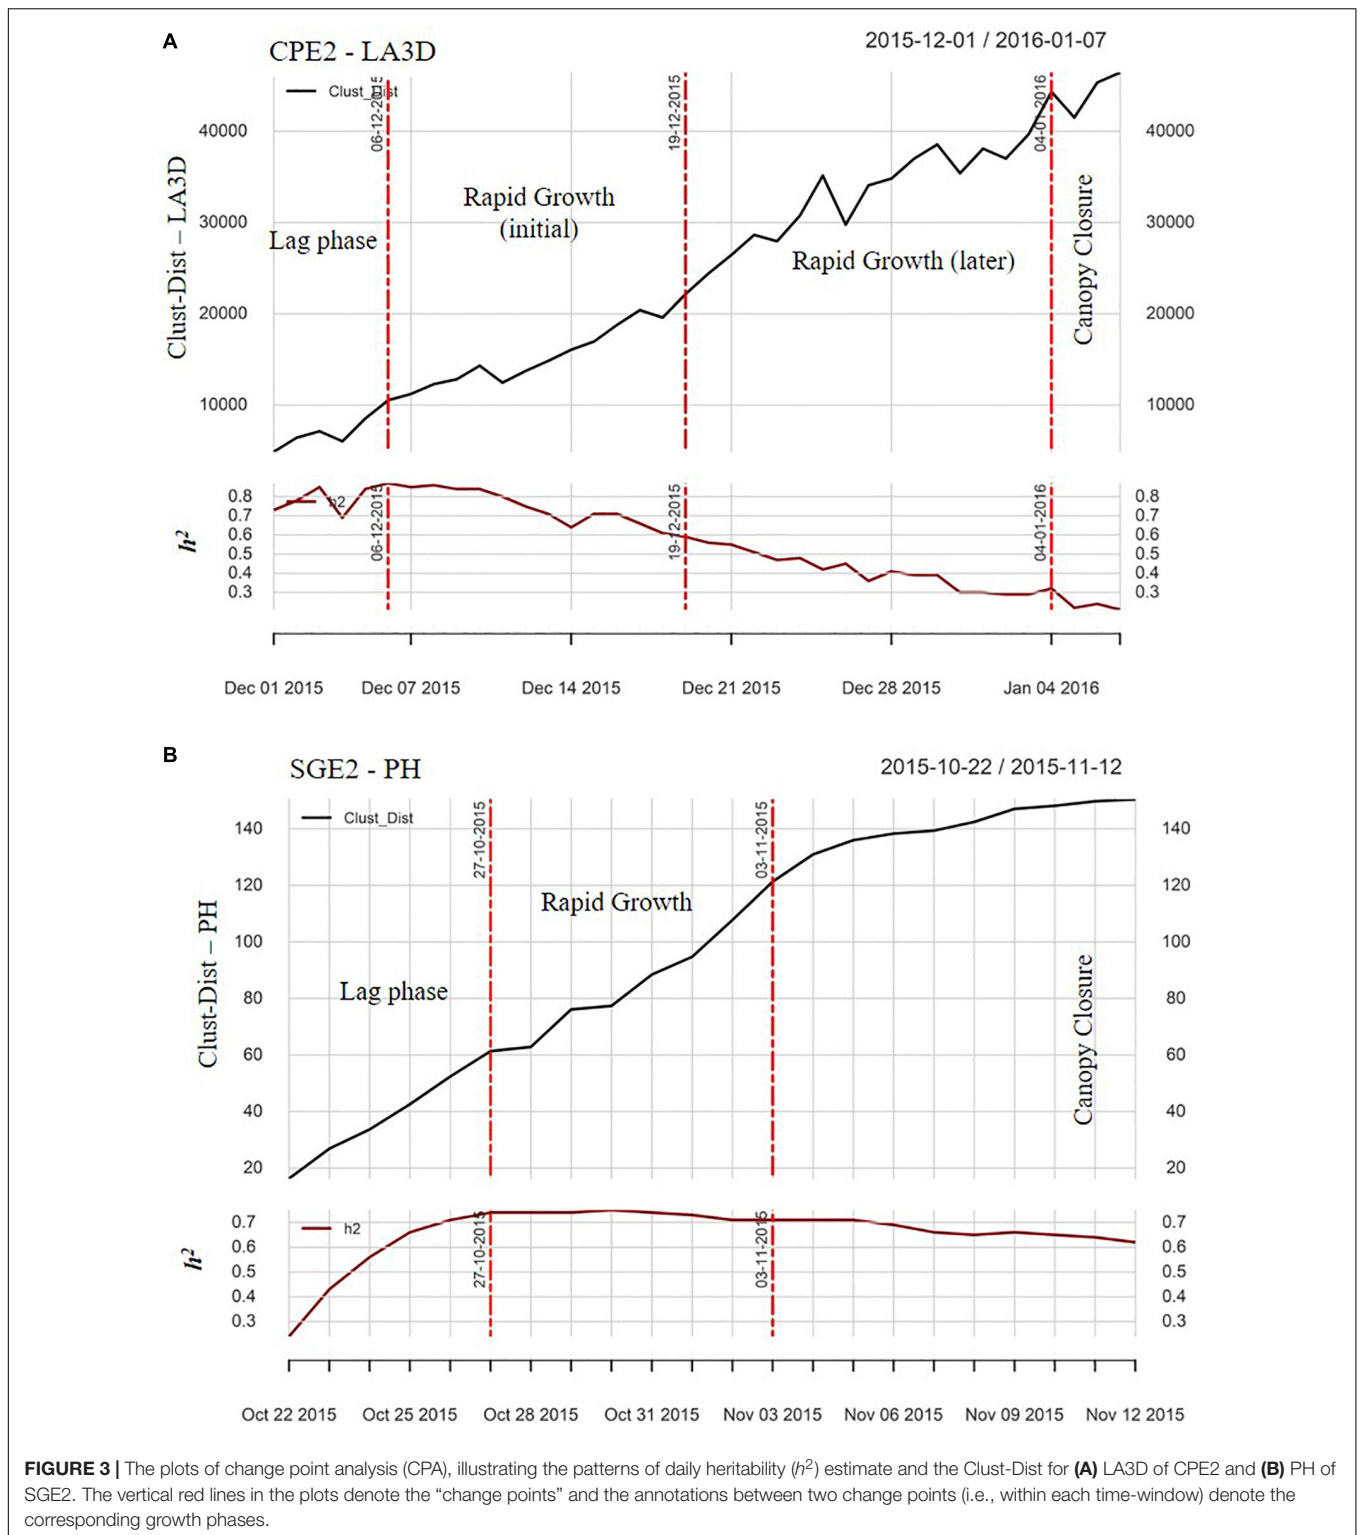 A
CPE2 - LA3D
2015-12-01 / 2016-01-07
Clust_Dist
06-12-2015
19-12-2015
04-01-2016
40000
30000
20000
10000
40000
30000
20000
10000
Clust-Dist – LA3D
Lag phase
Rapid Growth
(initial)
Rapid Growth (later)
Canopy Closure
h2
06-12-2015
19-12-2015
04-01-2016
0.8
0.7
0.6
0.5
0.4
0.3
0.8
0.7
0.6
0.5
0.4
0.3
h²
Dec 01 2015 Dec 07 2015 Dec 14 2015 Dec 21 2015 Dec 28 2015 Jan 04 2016
B
SGE2 - PH
2015-10-22 / 2015-11-12
Clust_Dist
27-10-2015
03-11-2015
140
120
100
80
60
40
20
140
120
100
80
60
40
20
Clust-Dist – PH
Lag phase
Rapid Growth
Canopy Closure
h2
27-10-2015
03-11-2015
0.7
0.6
0.5
0.4
0.3
0.7
0.6
0.5
0.4
0.3
h²
Oct 22 2015 Oct 25 2015 Oct 28 2015 Oct 31 2015 Nov 03 2015 Nov 06 2015 Nov 09 2015 Nov 12 2015
FIGURE 3 | The plots of change point analysis (CPA), illustrating the patterns of daily heritability (h²) estimate and the Clust-Dist for (A) LA3D of CPE2 and (B) PH of
SGE2. The vertical red lines in the plots denote the “change points” and the annotations between two change points (i.e., within each time-window) denote the
corresponding growth phases.